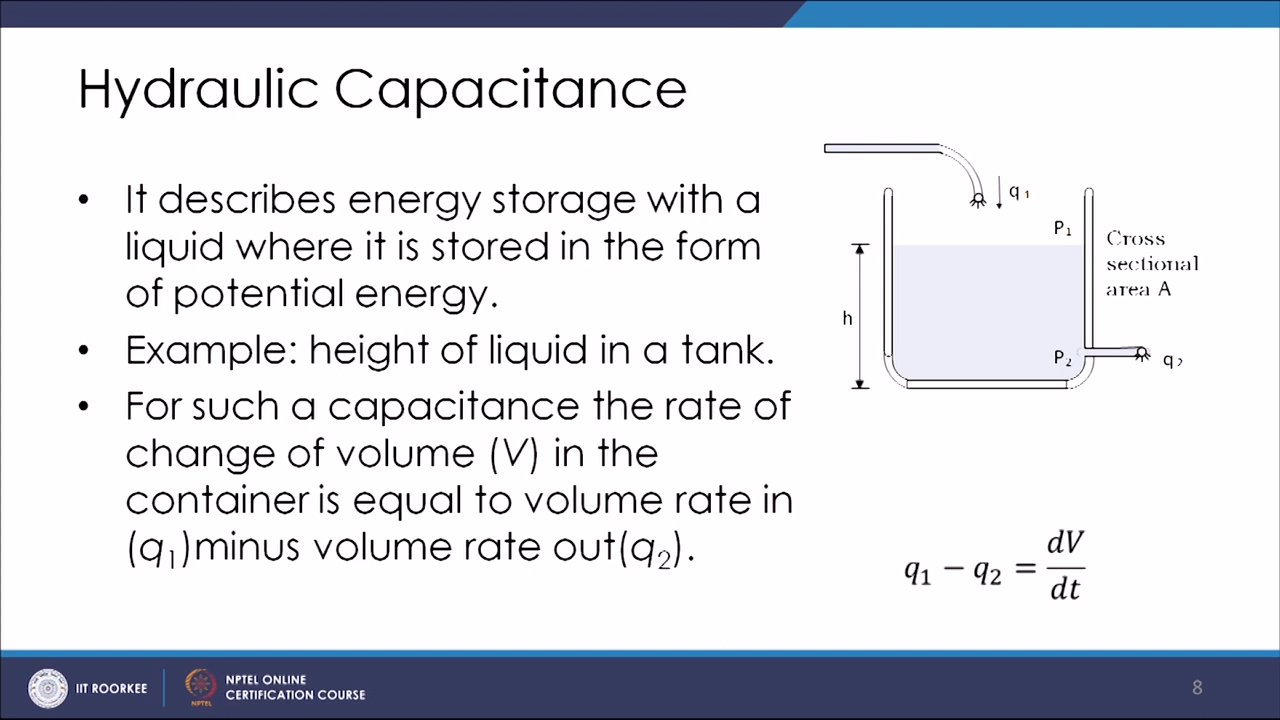 Hydraulic Capacitance
• It describes energy storage with a
liquid where it is stored in the form
of potential energy.
• Example: height of liquid in a tank.
• For such a capacitance the rate of
change of volume (V) in the
container is equal to volume rate in
(q₁)minus volume rate out(q₂).
q₁
P₁
Cross
sectional
area A
h
P₂
q₂
q₁ − q₂ = dV/dt
IIT ROORKEE
NPTEL
NPTEL ONLINE
CERTIFICATION COURSE
8